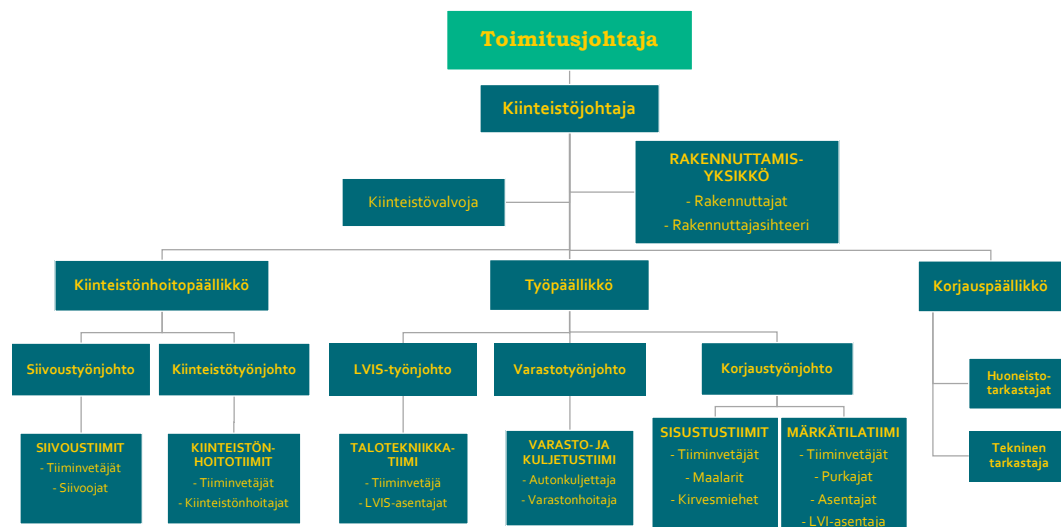 Toimitusjohtaja
Kiinteistöjohtaja
RAKENNUTTAMIS-
YKSIKKÖ
- Rakennuttajat
- Rakennuttajasihteeri
Kiinteistövalvoja
Kiinteistönhoitopäällikkö
Työpäällikkö
Korjauspäällikkö
Siivoustyönjohto
Kiinteistötyönjohto
LVIS-työnjohto
Varastotyönjohto
Korjaustyönjohto
Huoneisto-
tarkastajat
SIIVOUSTIIMIT
- Tiiminvetäjät
- Siivoojat
KIINTEISTÖN-
HOITOTIIMIT
- Tiiminvetäjät
- Kiinteistönhoitajat
TALOTEKNIIKKA-
TIIMI
- Tiiminvetäjä
- LVIS-asentajat
VARASTO- JA
KULJETUSTIIMI
- Autonkuljettaja
- Varastonhoitaja
SISUSTUSTIIMIT
- Tiiminvetäjät
- Maalarit
- Kirvesmiehet
MÄRKÄTILATIIMI
- Tiiminvetäjät
- Purkajat
- Asentajat
- LVI-asentaja
Tekninen
tarkastaja